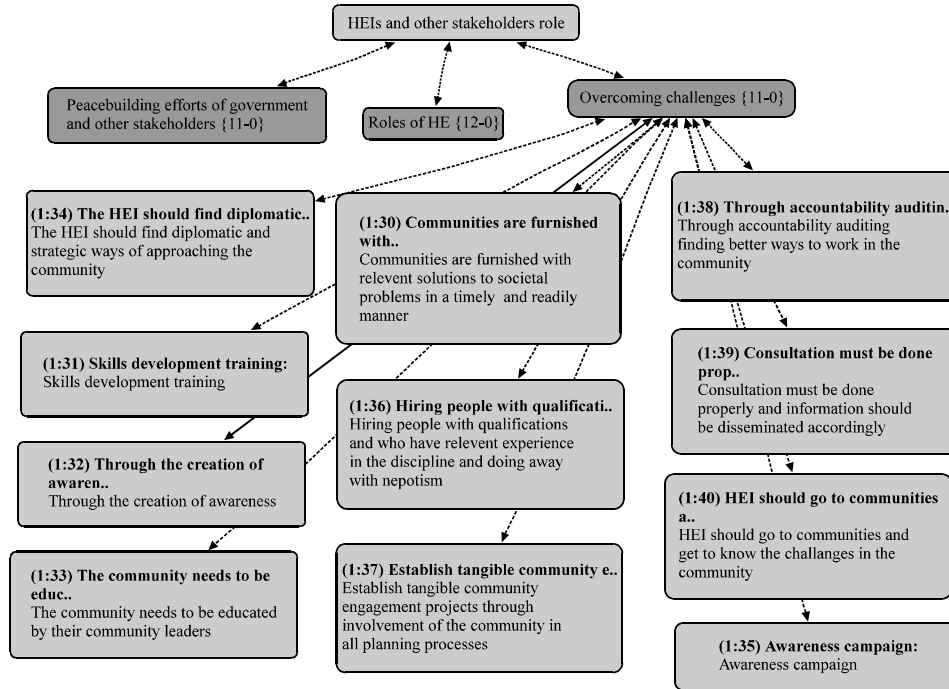 HEIs and other stakeholders role
Peacebuilding efforts of government
and other stakeholders {11-0}
Roles of HE {12-0}
Overcoming challenges {11-0}
(1:34) The HEI should find diplomatic..
The HEI should find diplomatic and
strategic ways of approaching the
community
(1:30) Communities are furnished
with..
Communities are furnished with
relevent solutions to societal
problems in a timely and readily
manner
(1:38) Through accountability auditin..
Through accountability auditing
finding better ways to work in the
community
(1:31) Skills development training:
Skills development training
(1:39) Consultation must be done
prop..
Consultation must be done
properly and information should
be disseminated accordingly
(1:36) Hiring people with qualificati..
Hiring people with qualifications
and who have relevent experience
in the discipline and doing away
with nepotism
(1:32) Through the creation of
awaren..
Through the creation of awareness
(1:40) HEI should go to communities
a..
HEI should go to communities and
get to know the challanges in the
community
(1:33) The community needs to be
educ..
The community needs to be educated
by their community leaders
(1:37) Establish tangible community e..
Establish tangible community
engagement projects through
involvement of the community in
all planning processes
(1:35) Awareness campaign:
Awareness campaign